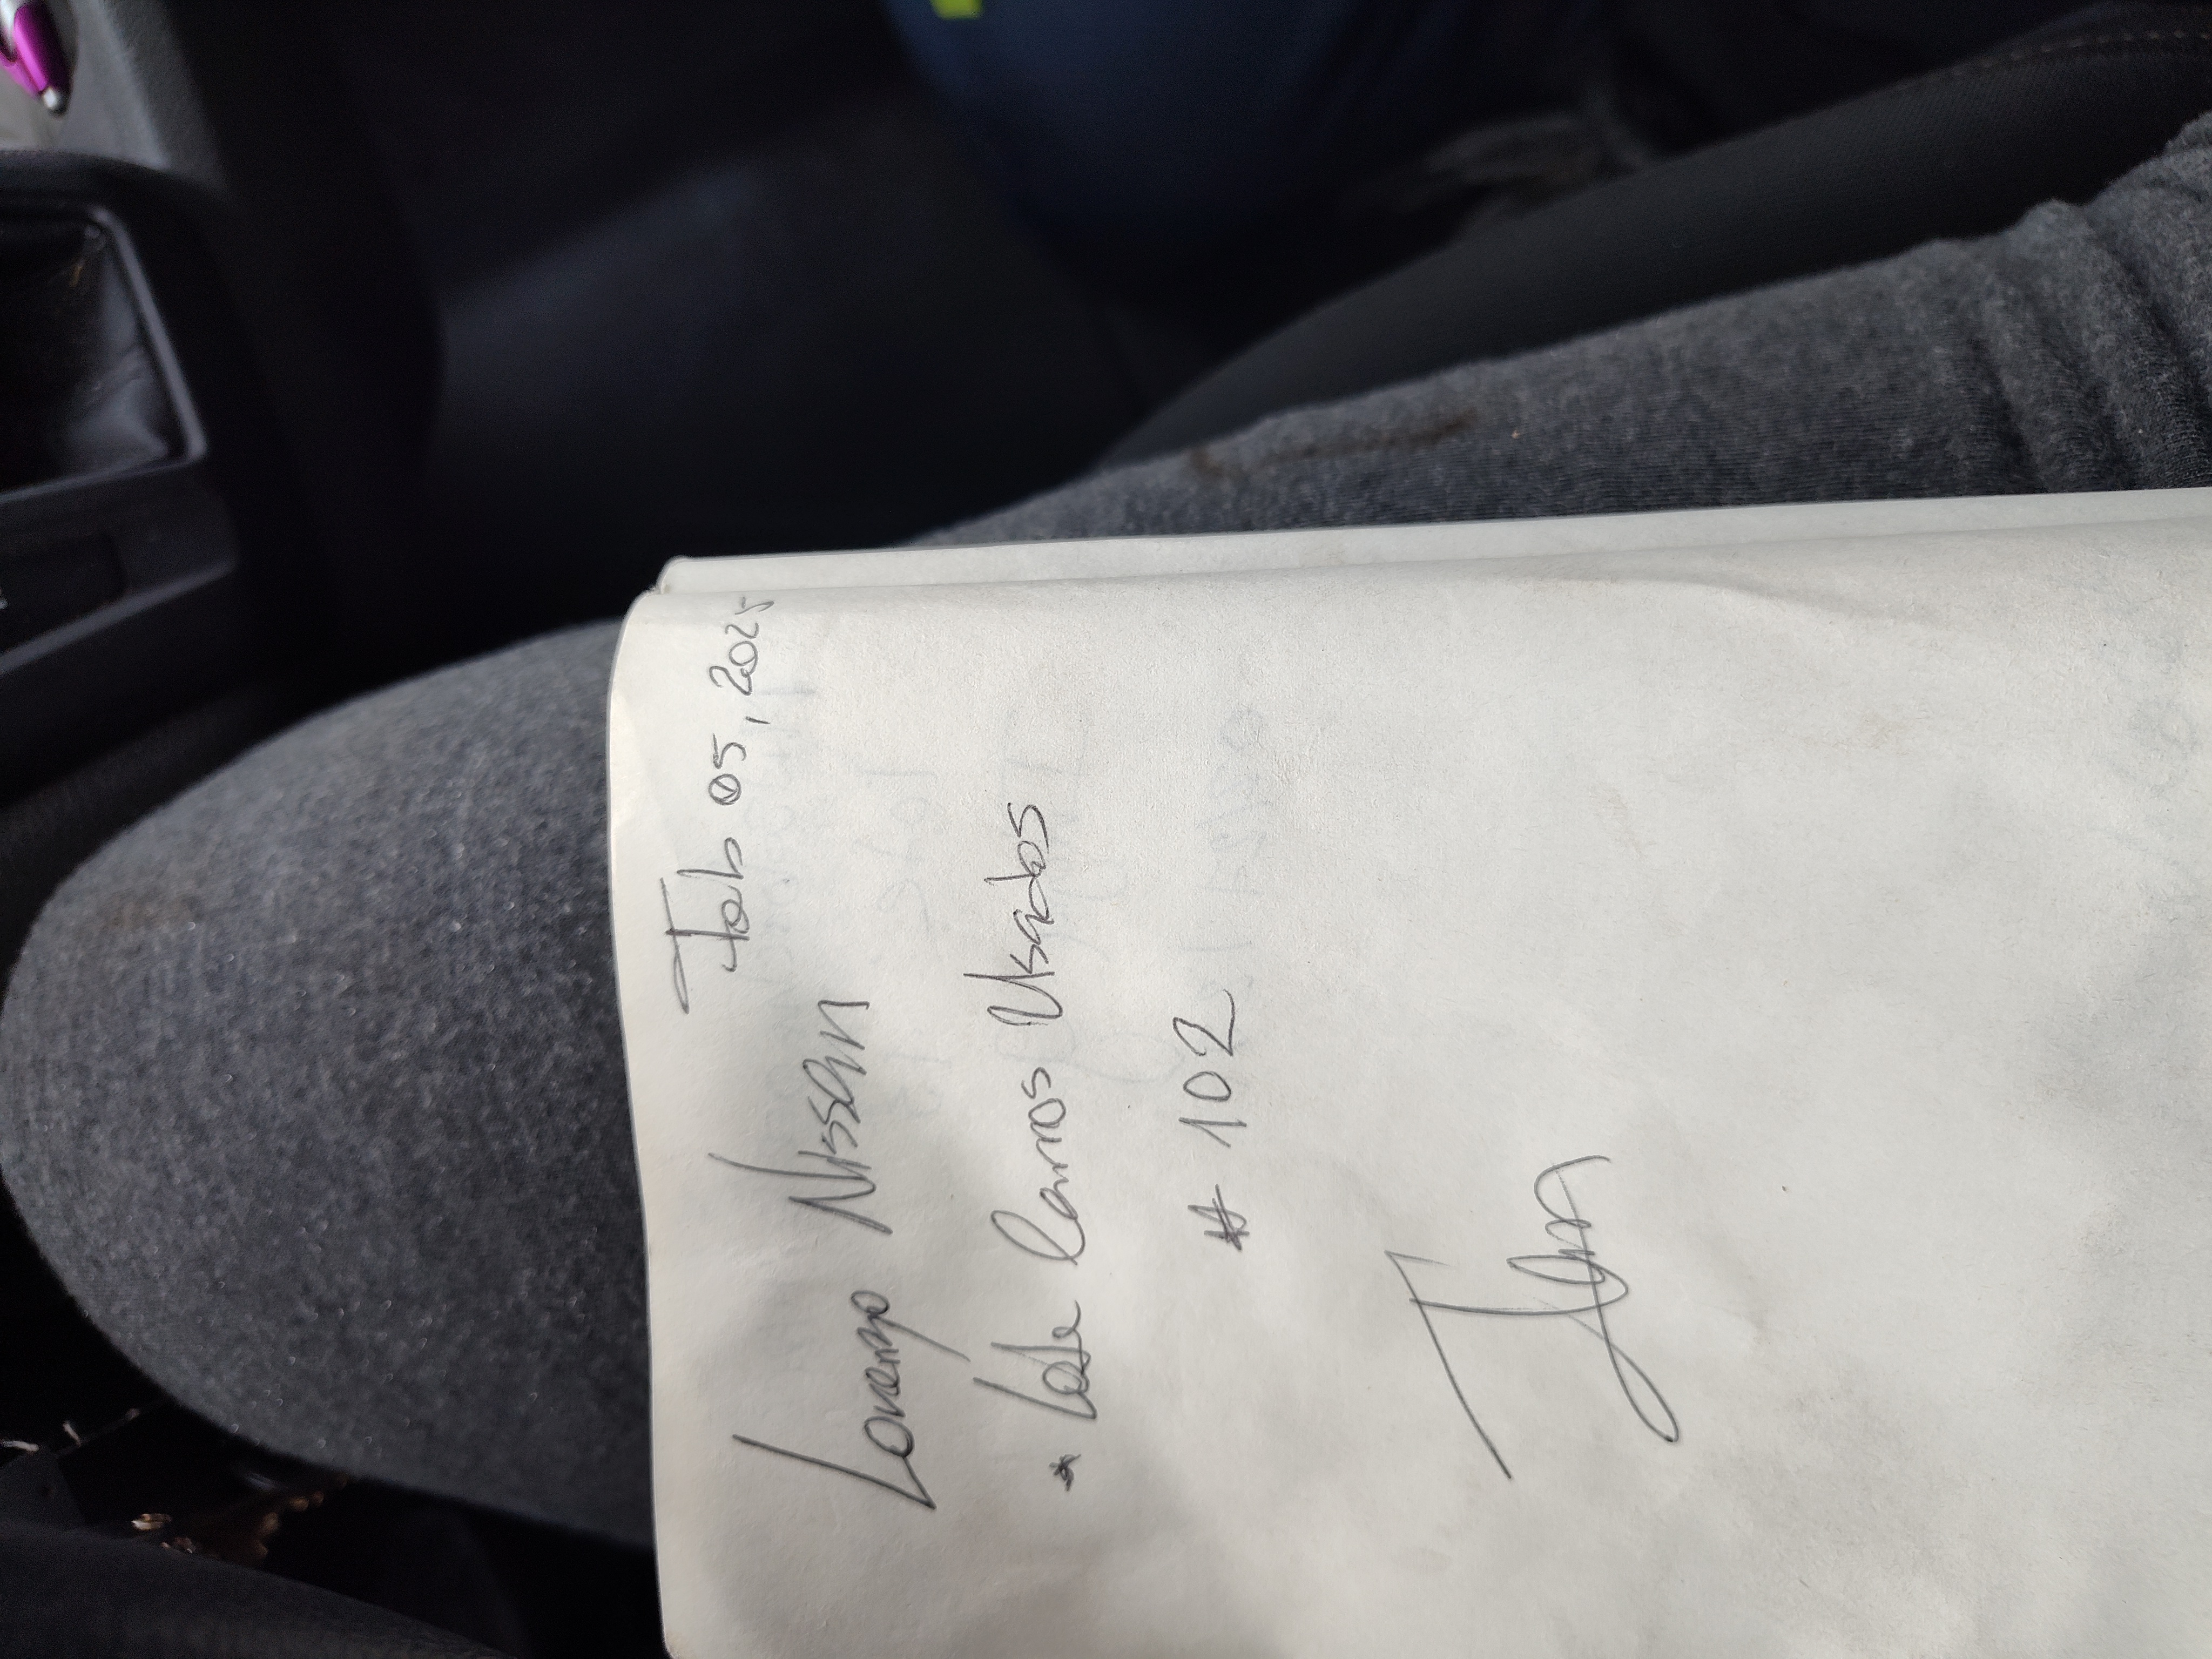 Feb 05, 2025
Lorenzo Nissan
* Lote Carros Usados
# 102